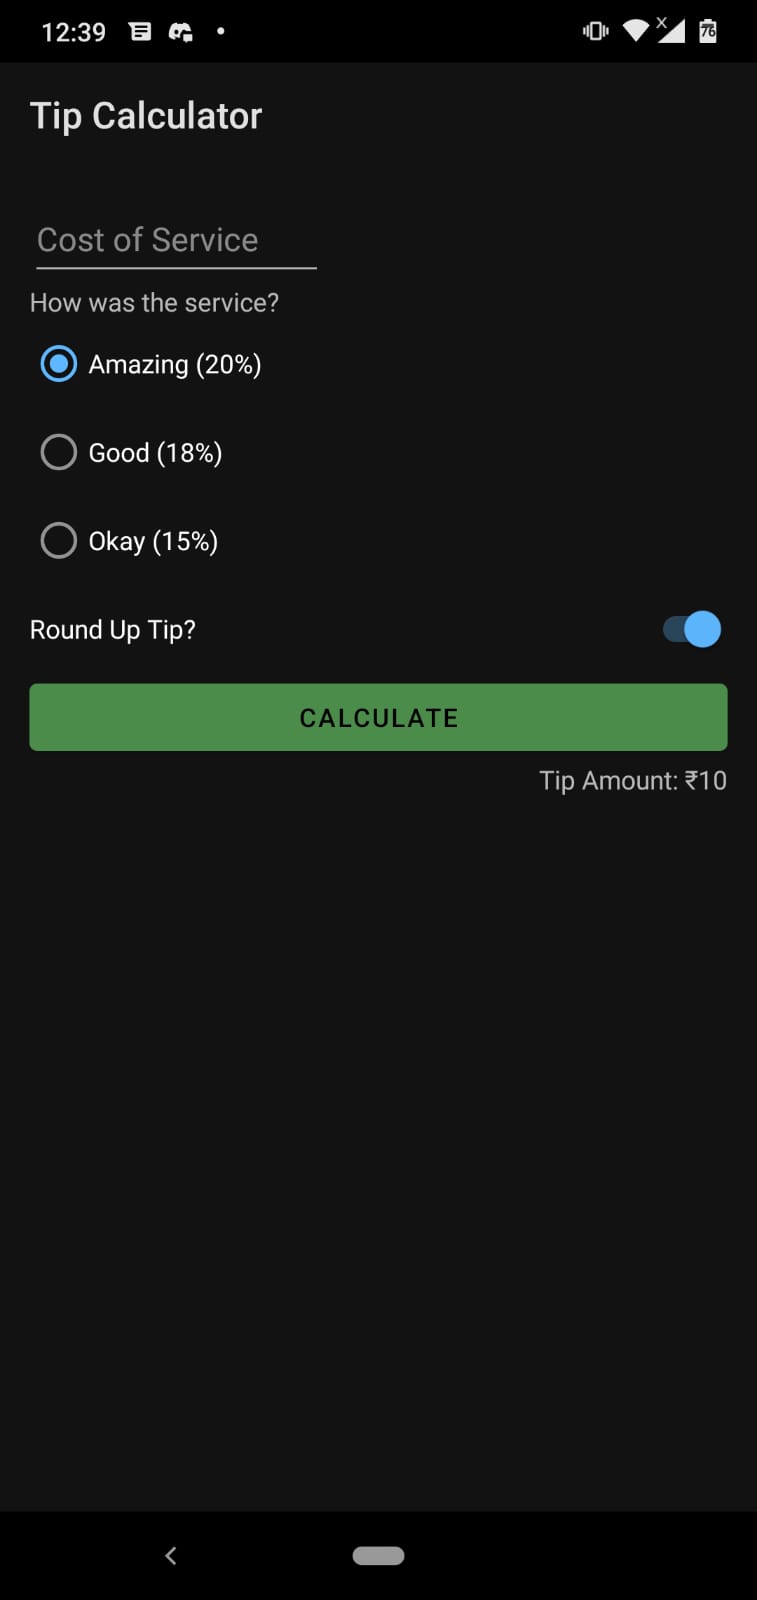 12:39
X
76
Tip Calculator
Cost of Service
How was the service?
Amazing (20%)
Good (18%)
Okay (15%)
Round Up Tip?
CALCULATE
Tip Amount: ₹10